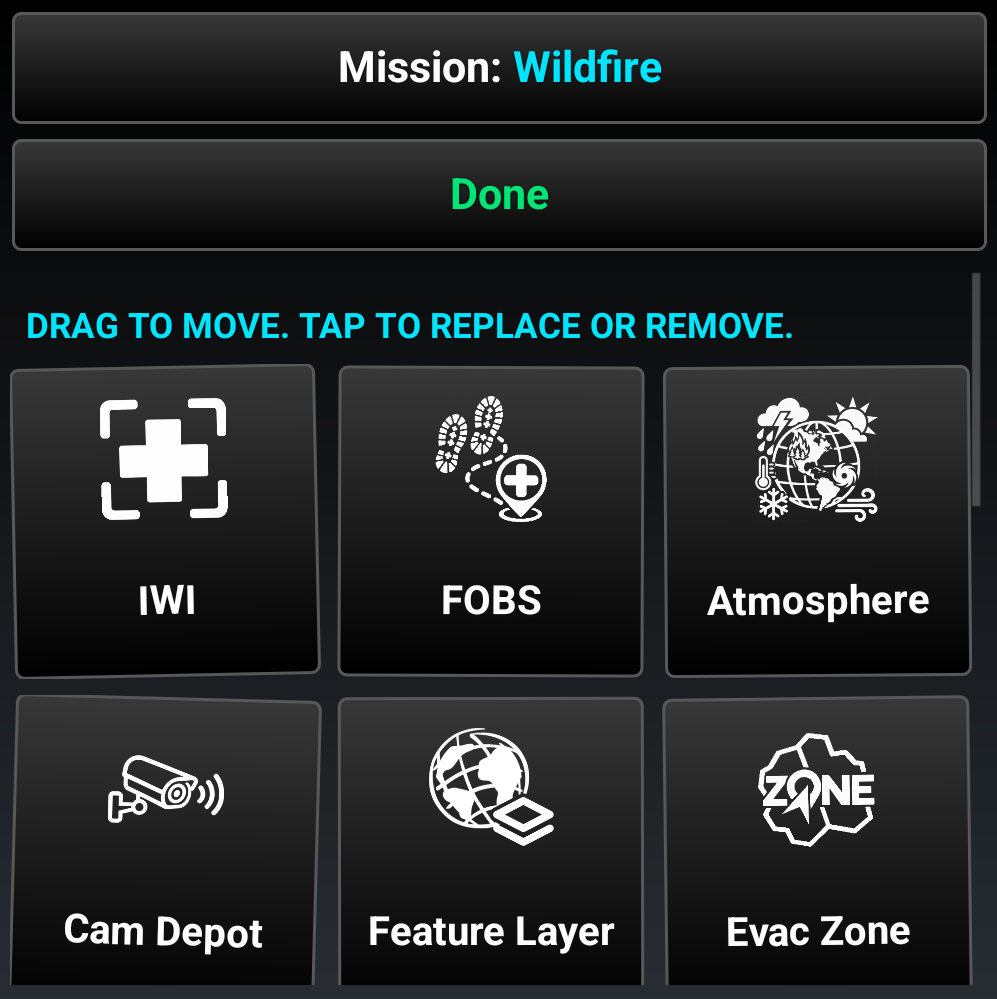 Mission: Wildfire
Done
DRAG TO MOVE. TAP TO REPLACE OR REMOVE.
IWI
FOBS
Atmosphere
ZONE
Cam Depot
Feature Layer
Evac Zone